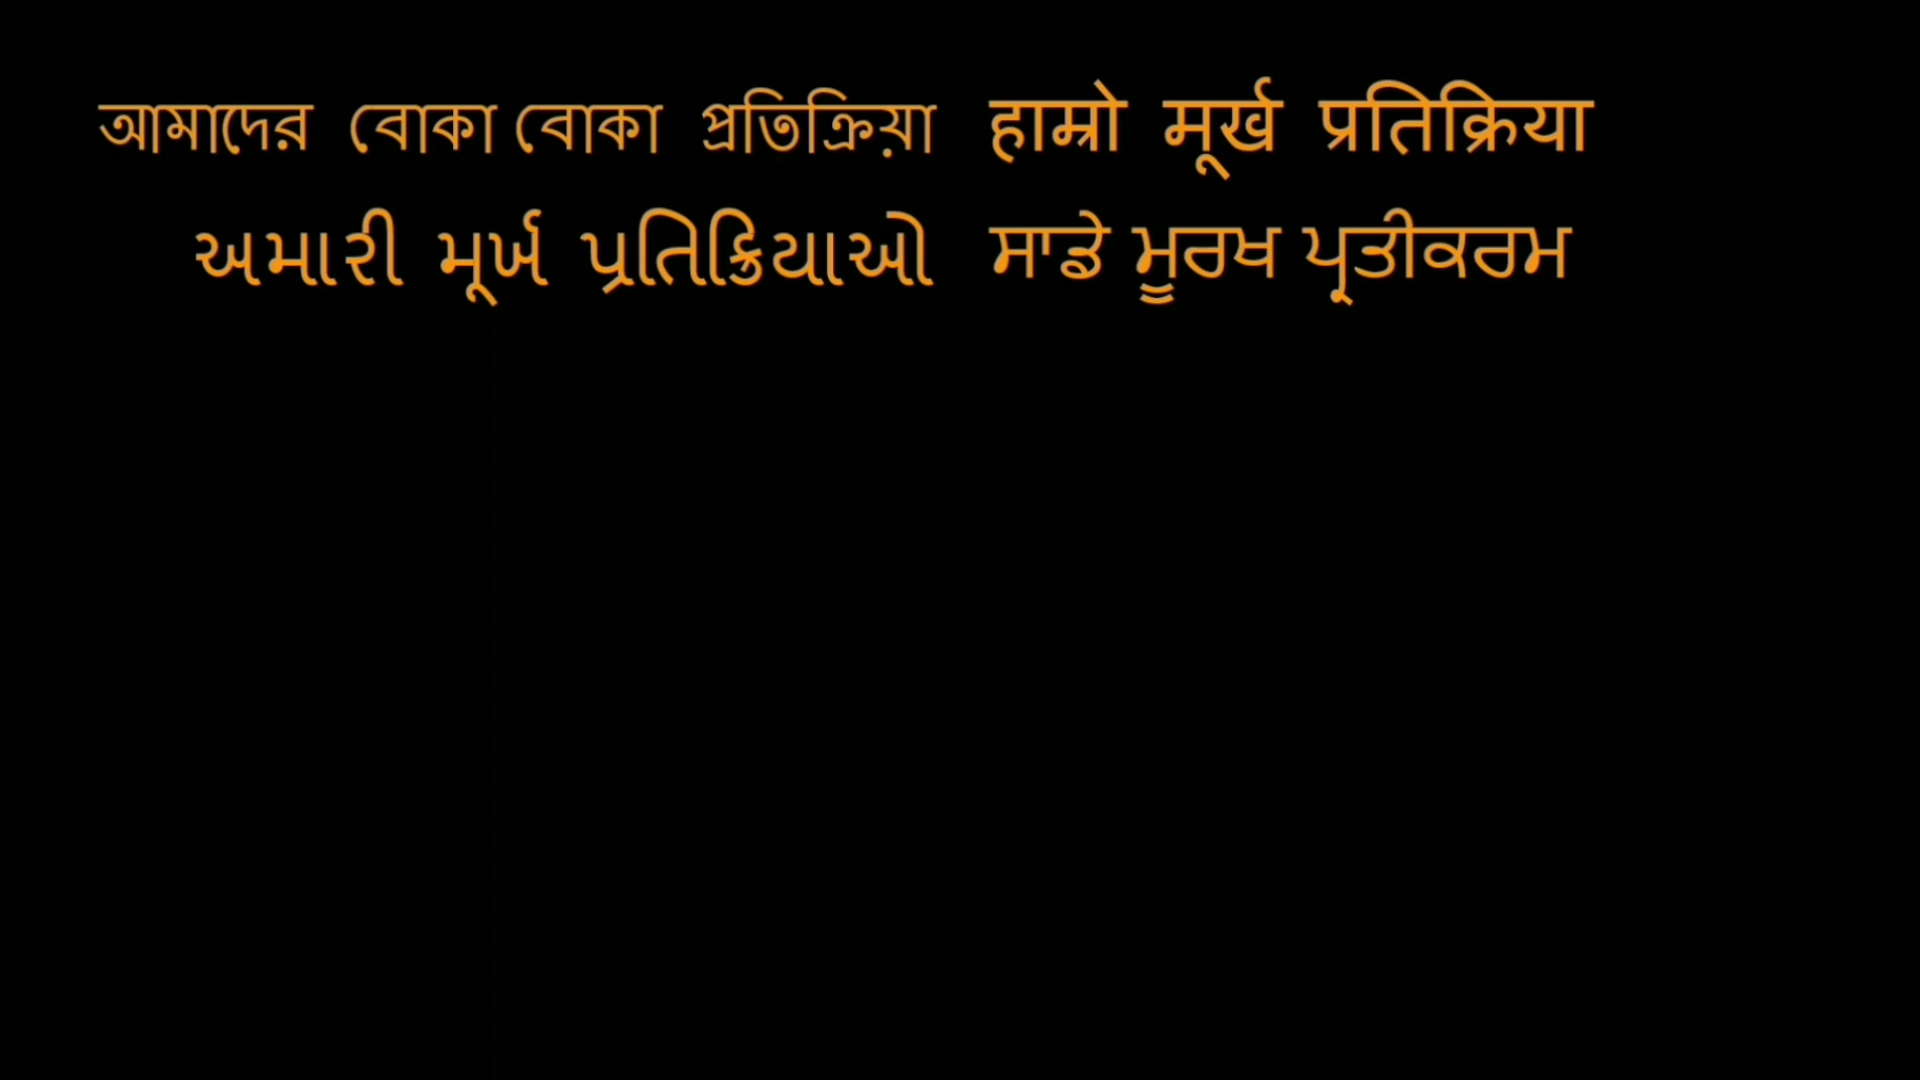 আমাদের বোকা বোকা প্রতিক্রিয়া हाम्रो मूर्ख प्रतिक्रिया
અમારી મૂર્ખ પ્રતિક્રિયાઓ ਸਾਡੇ ਮੂਰਖ ਪ੍ਰਤੀਕਰਮ